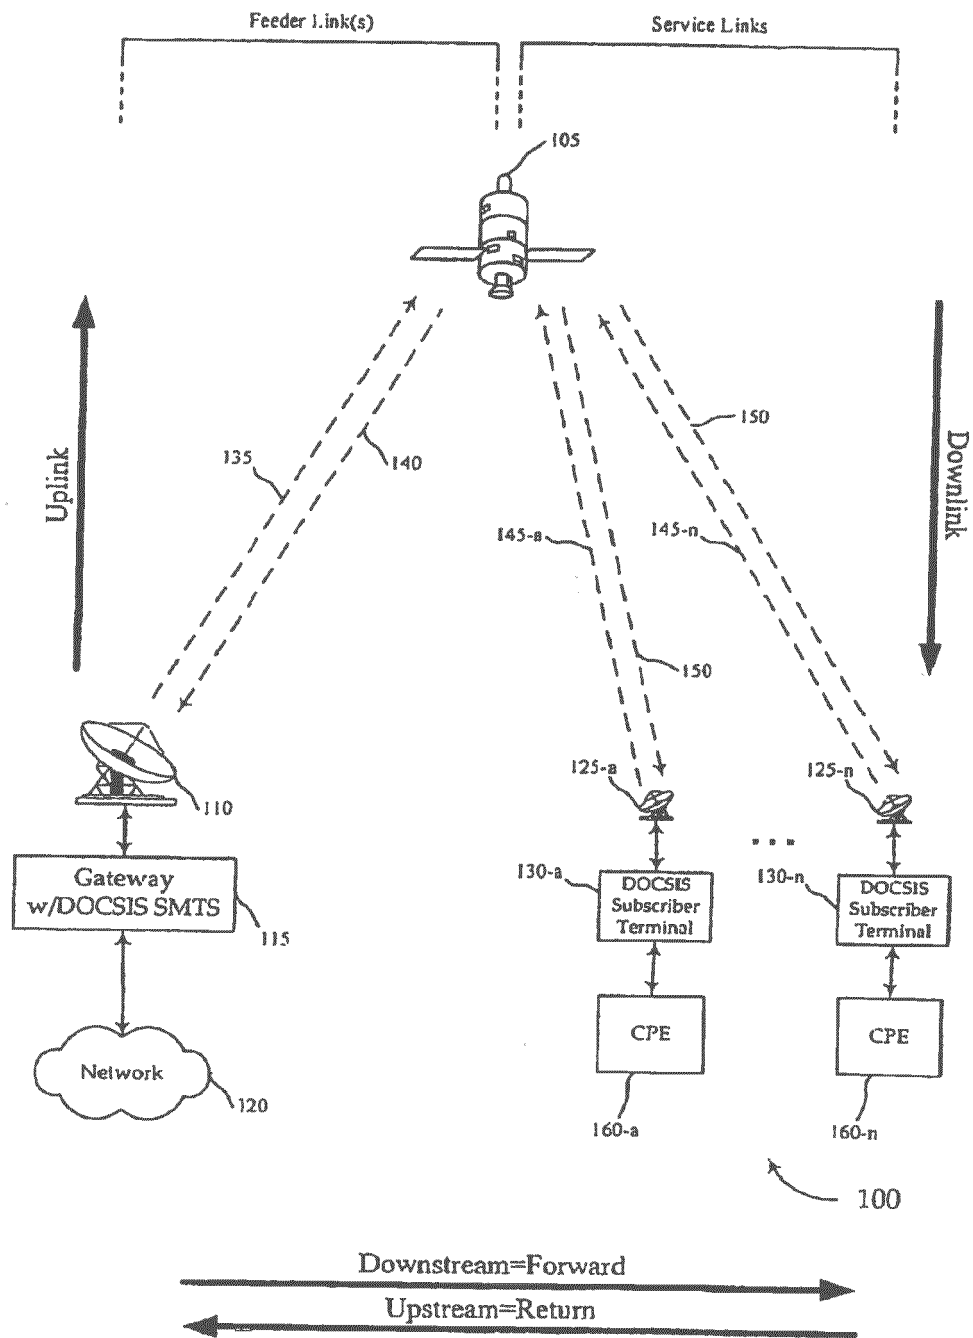 Feeder Link(s)
Service Links
105
Uplink
Downlink
135
140
150
145-a
145-n
150
110
125-a
125-n
Gateway
w/DOCSIS SMTS
115
130-a
DOCSIS
Subscriber
Terminal
...
130-n
DOCSIS
Subscriber
Terminal
Network
120
CPE
CPE
160-a
160-n
100
Downstream=Forward
Upstream=Return